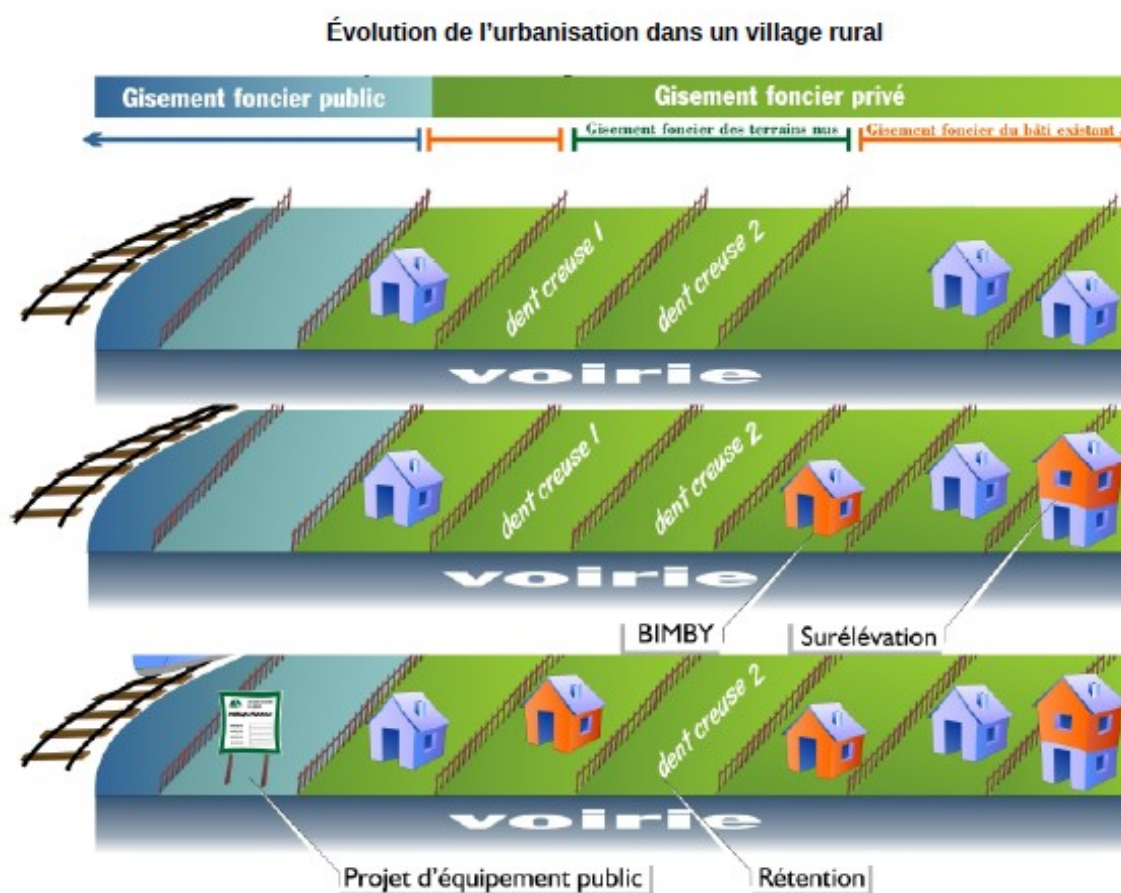 Évolution de l'urbanisation dans un village rural
Gisement foncier public
Gisement foncier privé
Gisement foncier des terrains nus
Gisement foncier du bâti existant
dent creuse 1
dent creuse 2
voirie
dent creuse 1
dent creuse 2
voirie
BIMBY
Surélévation
dent creuse 2
voirie
Projet d'équipement public
Rétention